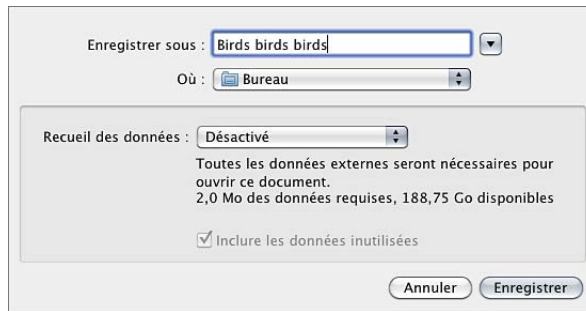 Enregistrer sous : Birds birds birds
Où : Bureau
Recueil des données : Désactivé
Toutes les données externes seront nécessaires pour
ouvrir ce document.
2,0 Mo des données requises, 188,75 Go disponibles
Inclure les données inutilisées
Annuler Enregistrer